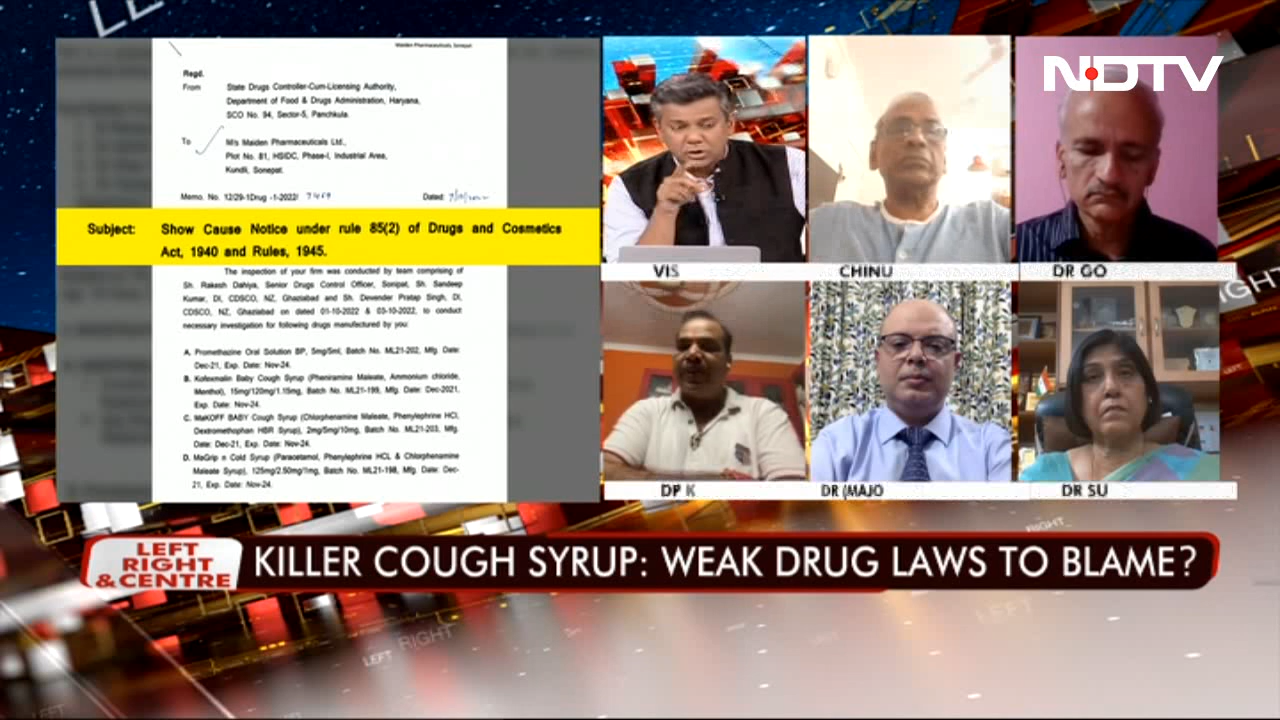 NDTV
Maiden Pharmaceuticals, Sonepat.
Regd.
From State Drugs Controller-Cum-Licensing Authority,
Department of Food & Drugs Administration, Haryana,
SCO No. 94, Sector-5, Panchkula.
To M/s Maiden Pharmaceuticals Ltd.,
Plot No. 81, HSIDC, Phase-I, Industrial Area,
Kundli, Sonepat.
Memo. No. 12/29-1Drug -1-2022/ Dated:
Subject: Show Cause Notice under rule 85(2) of Drugs and Cosmetics
Act, 1940 and Rules, 1945.
The inspection of your firm was conducted by team comprising of
Sh. Rakesh Dahiya, Senior Drugs Control Officer, Sonipat, Sh. Sandeep
Kumar, DI, CDSCO, NZ, Ghaziabad and Sh. Devender Pratap Singh, DI,
CDSCO, NZ, Ghaziabad on dated 01-10-2022 & 03-10-2022, to conduct
necessary investigation for following drugs manufactured by you:
A. Promethazine Oral Solution BP, 5mg/5ml, Batch No. ML21-202, Mfg. Date:
Dec-21, Exp. Date: Nov-24.
B. Kofexmalin Baby Cough Syrup (Pheniramine Maleate, Ammonium chloride,
Menthol), 15mg/120mg/1.15mg, Batch No. ML21-199, Mfg. Date: Dec-2021,
Exp. Date: Nov-24.
C. MaKOFF BABY Cough Syrup (Chlorphenamine Maleate, Phenylephrine HCl,
Dextromethophan HBR Syrup), 2mg/5mg/10mg, Batch No. ML21-203, Mfg.
Date: Dec-21, Exp. Date: Nov-24.
D. MaGrip n Cold Syrup (Paracetamol, Phenylephrine HCL & Chlorphenamine
Maleate Syrup), 125mg/2.50mg/1mg, Batch No. ML21-198, Mfg. Date: Dec-
21, Exp. Date: Nov-24.
VIS
CHINU
DR GO
DR K
DR (MAJO
DR SU
LEFT
RIGHT
&CENTRE
KILLER COUGH SYRUP: WEAK DRUG LAWS TO BLAME?
RIGHT
LEFT RIGHT
LEFT